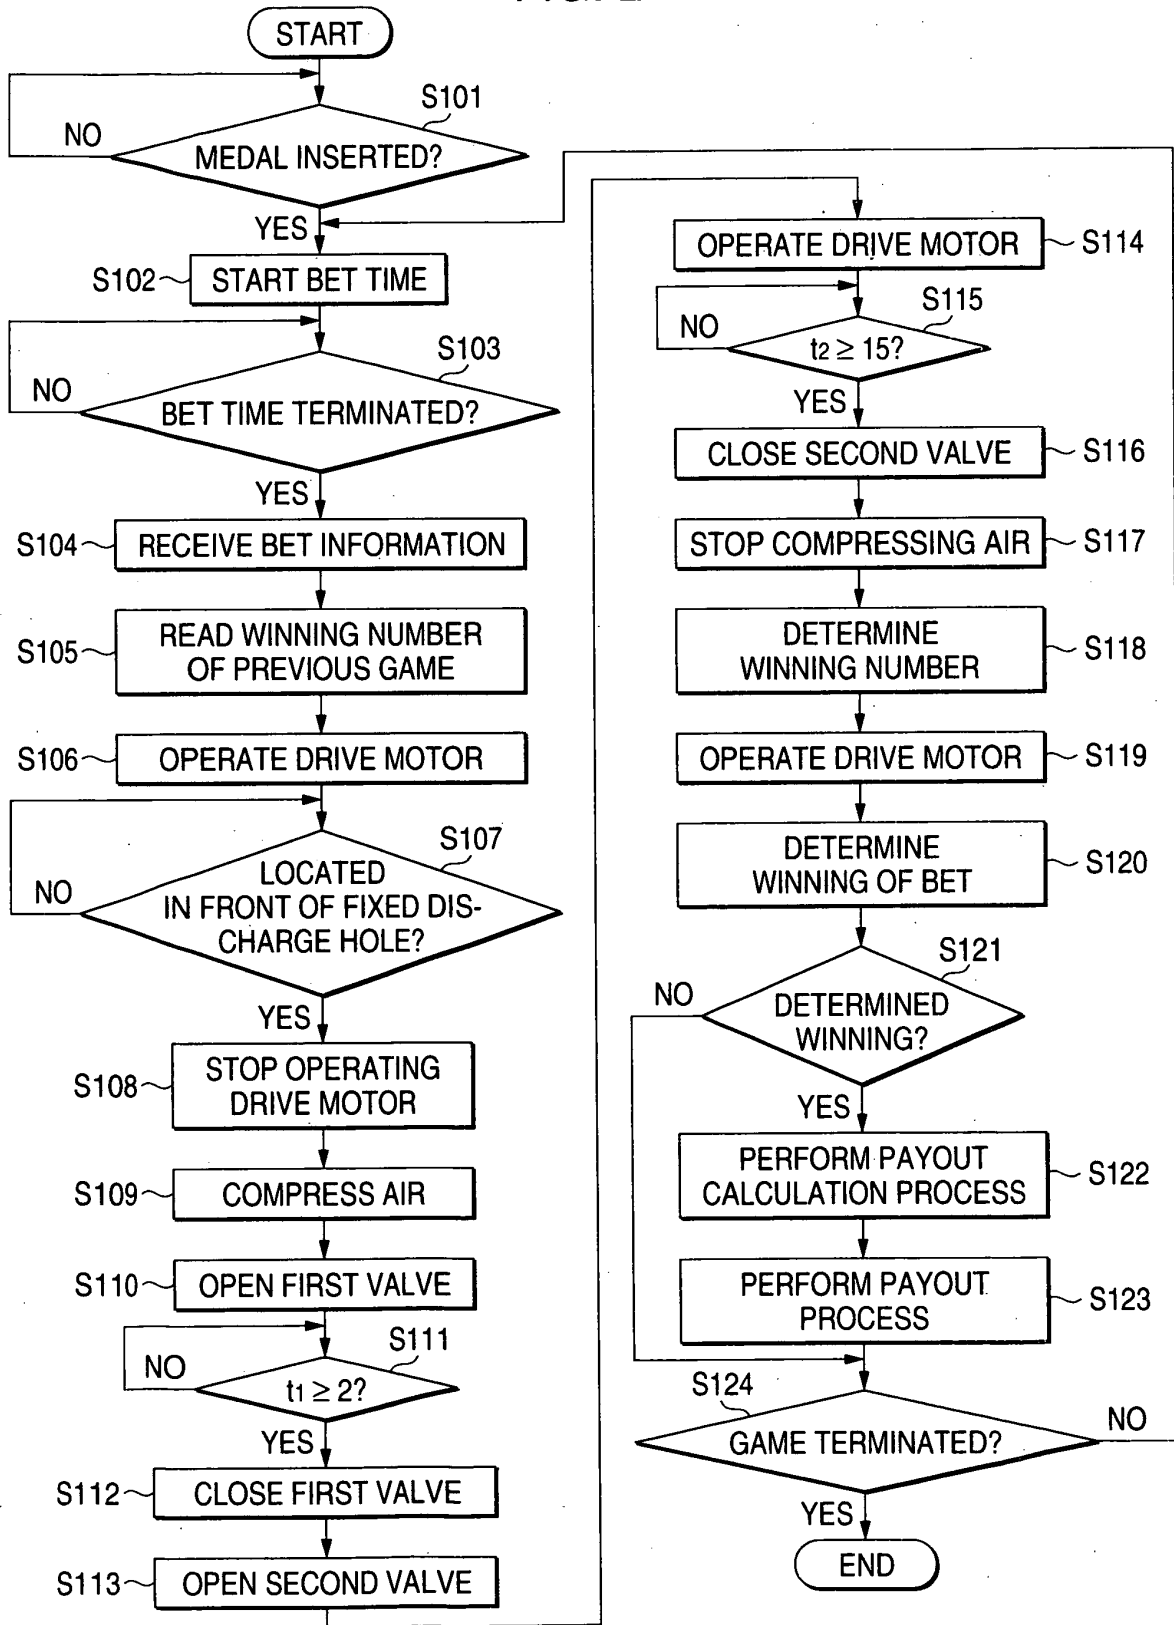 START
S101
NO
MEDAL INSERTED?
YES
S102
START BET TIME
S103
NO
BET TIME TERMINATED?
YES
S104
RECEIVE BET INFORMATION
S105
READ WINNING NUMBER
OF PREVIOUS GAME
S106
OPERATE DRIVE MOTOR
S107
NO
LOCATED
IN FRONT OF FIXED DIS-
CHARGE HOLE?
YES
S108
STOP OPERATING
DRIVE MOTOR
S109
COMPRESS AIR
S110
OPEN FIRST VALVE
S111
NO
t1 ≥ 2?
YES
S112
CLOSE FIRST VALVE
S113
OPEN SECOND VALVE
OPERATE DRIVE MOTOR
S114
S115
NO
t2 ≥ 15?
YES
CLOSE SECOND VALVE
S116
STOP COMPRESSING AIR
S117
DETERMINE
WINNING NUMBER
S118
OPERATE DRIVE MOTOR
S119
DETERMINE
WINNING OF BET
S120
S121
NO
DETERMINED
WINNING?
YES
PERFORM PAYOUT
CALCULATION PROCESS
S122
PERFORM PAYOUT
PROCESS
S123
S124
GAME TERMINATED?
NO
YES
END